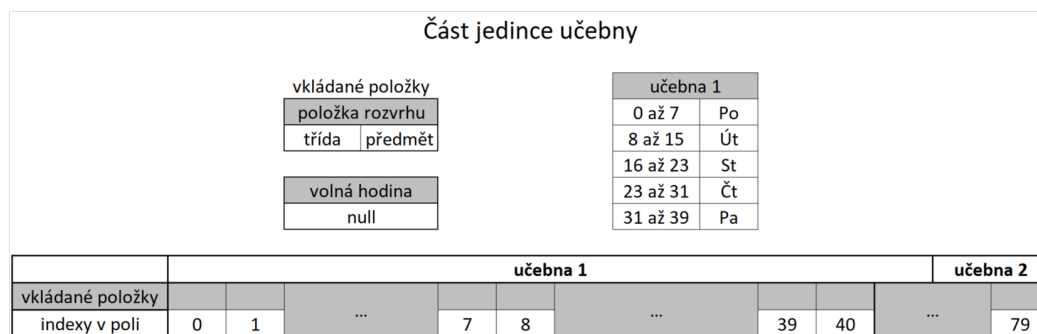 Část jedince učebny
vkládané položky
položka rozvrhu
třída předmět
volná hodina
null
učebna 1
0 až 7 Po
8 až 15 Út
16 až 23 St
23 až 31 Čt
31 až 39 Pa
učebna 1 učebna 2
vkládané položky ... ... ...
indexy v poli 0 1 7 8 39 40 79